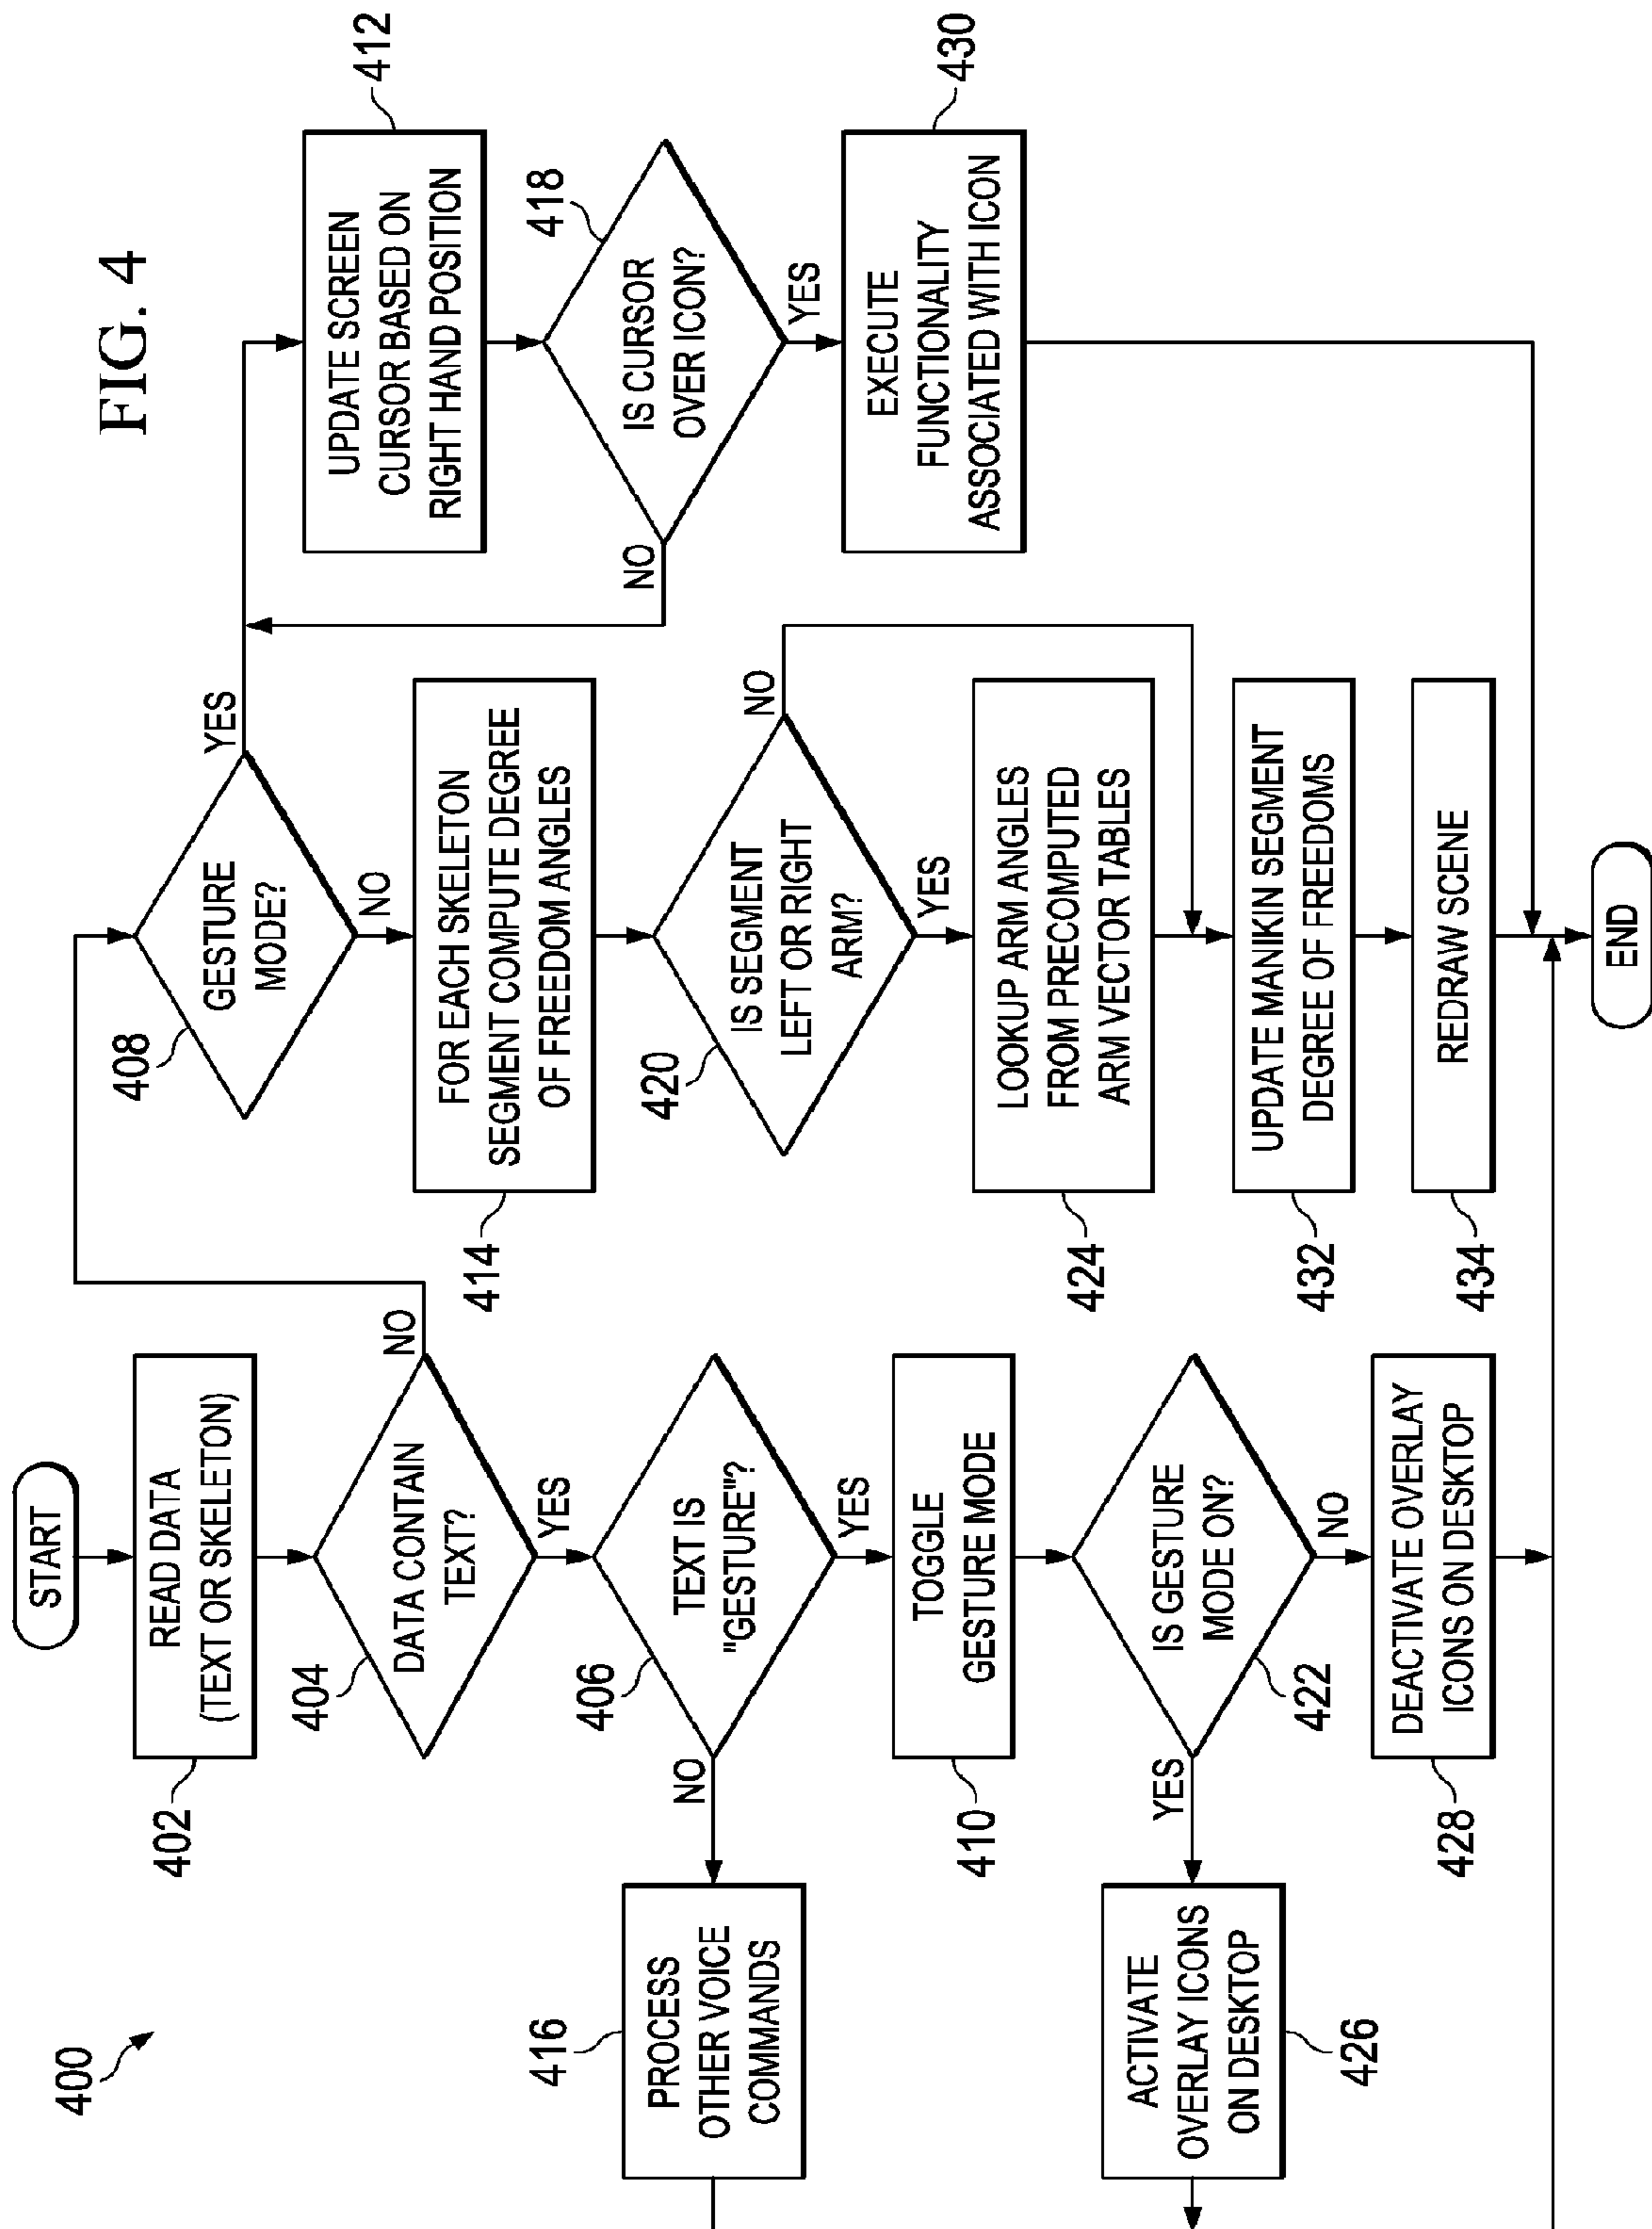 FIG. 4
400
START
READ DATA
(TEXT OR SKELETON)
402
DATA CONTAIN
TEXT?
404
NO
YES
TEXT IS
"GESTURE"?
406
NO
YES
PROCESS
OTHER VOICE
COMMANDS
416
TOGGLE
GESTURE MODE
410
IS GESTURE
MODE ON?
422
YES
NO
ACTIVATE
OVERLAY ICONS
ON DESKTOP
426
DEACTIVATE OVERLAY
ICONS ON DESKTOP
428
GESTURE
MODE?
408
YES
NO
FOR EACH SKELETON
SEGMENT COMPUTE DEGREE
OF FREEDOM ANGLES
414
IS SEGMENT
LEFT OR RIGHT
ARM?
420
NO
YES
LOOKUP ARM ANGLES
FROM PRECOMPUTED
ARM VECTOR TABLES
424
UPDATE MANIKIN SEGMENT
DEGREE OF FREEDOMS
432
REDRAW SCENE
434
UPDATE SCREEN
CURSOR BASED ON
RIGHT HAND POSITION
412
IS CURSOR
OVER ICON?
418
NO
YES
EXECUTE
FUNCTIONALITY
ASSOCIATED WITH ICON
430
END